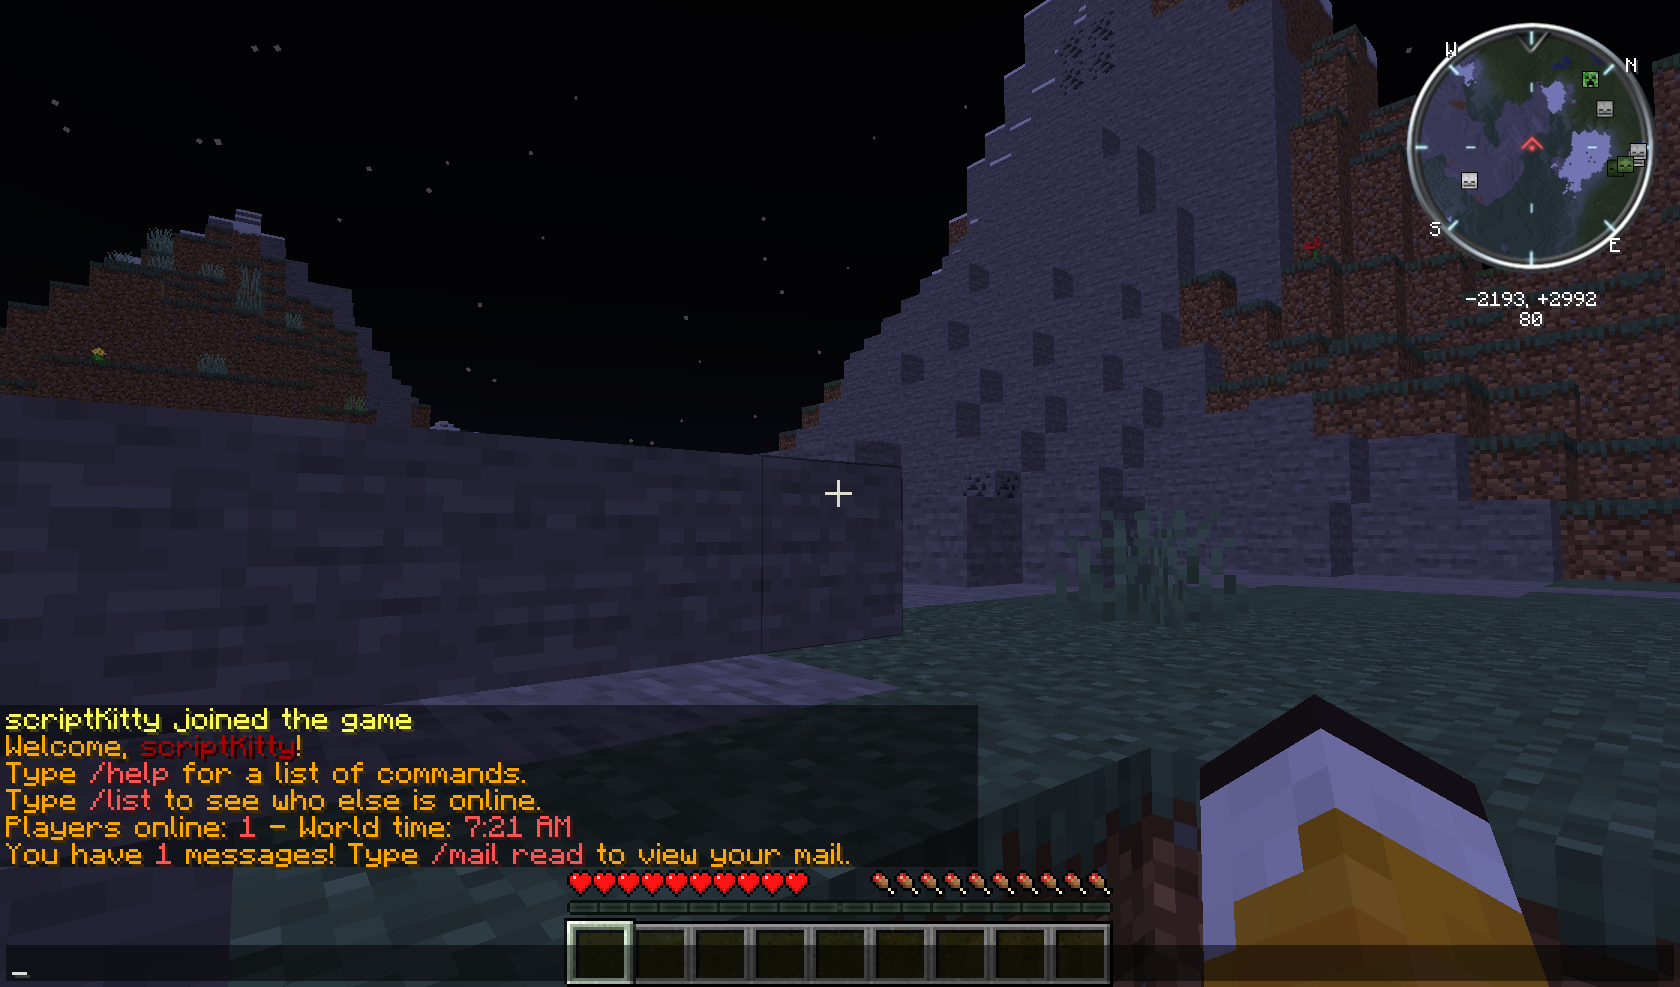 W
N
S
E
-2193, +2992
80
scriptKitty joined the game
Welcome, scriptKitty!
Type /help for a list of commands.
Type /list to see who else is online.
Players online: 1 - World time: 7:21 AM
You have 1 messages! Type /mail read to view your mail.
_